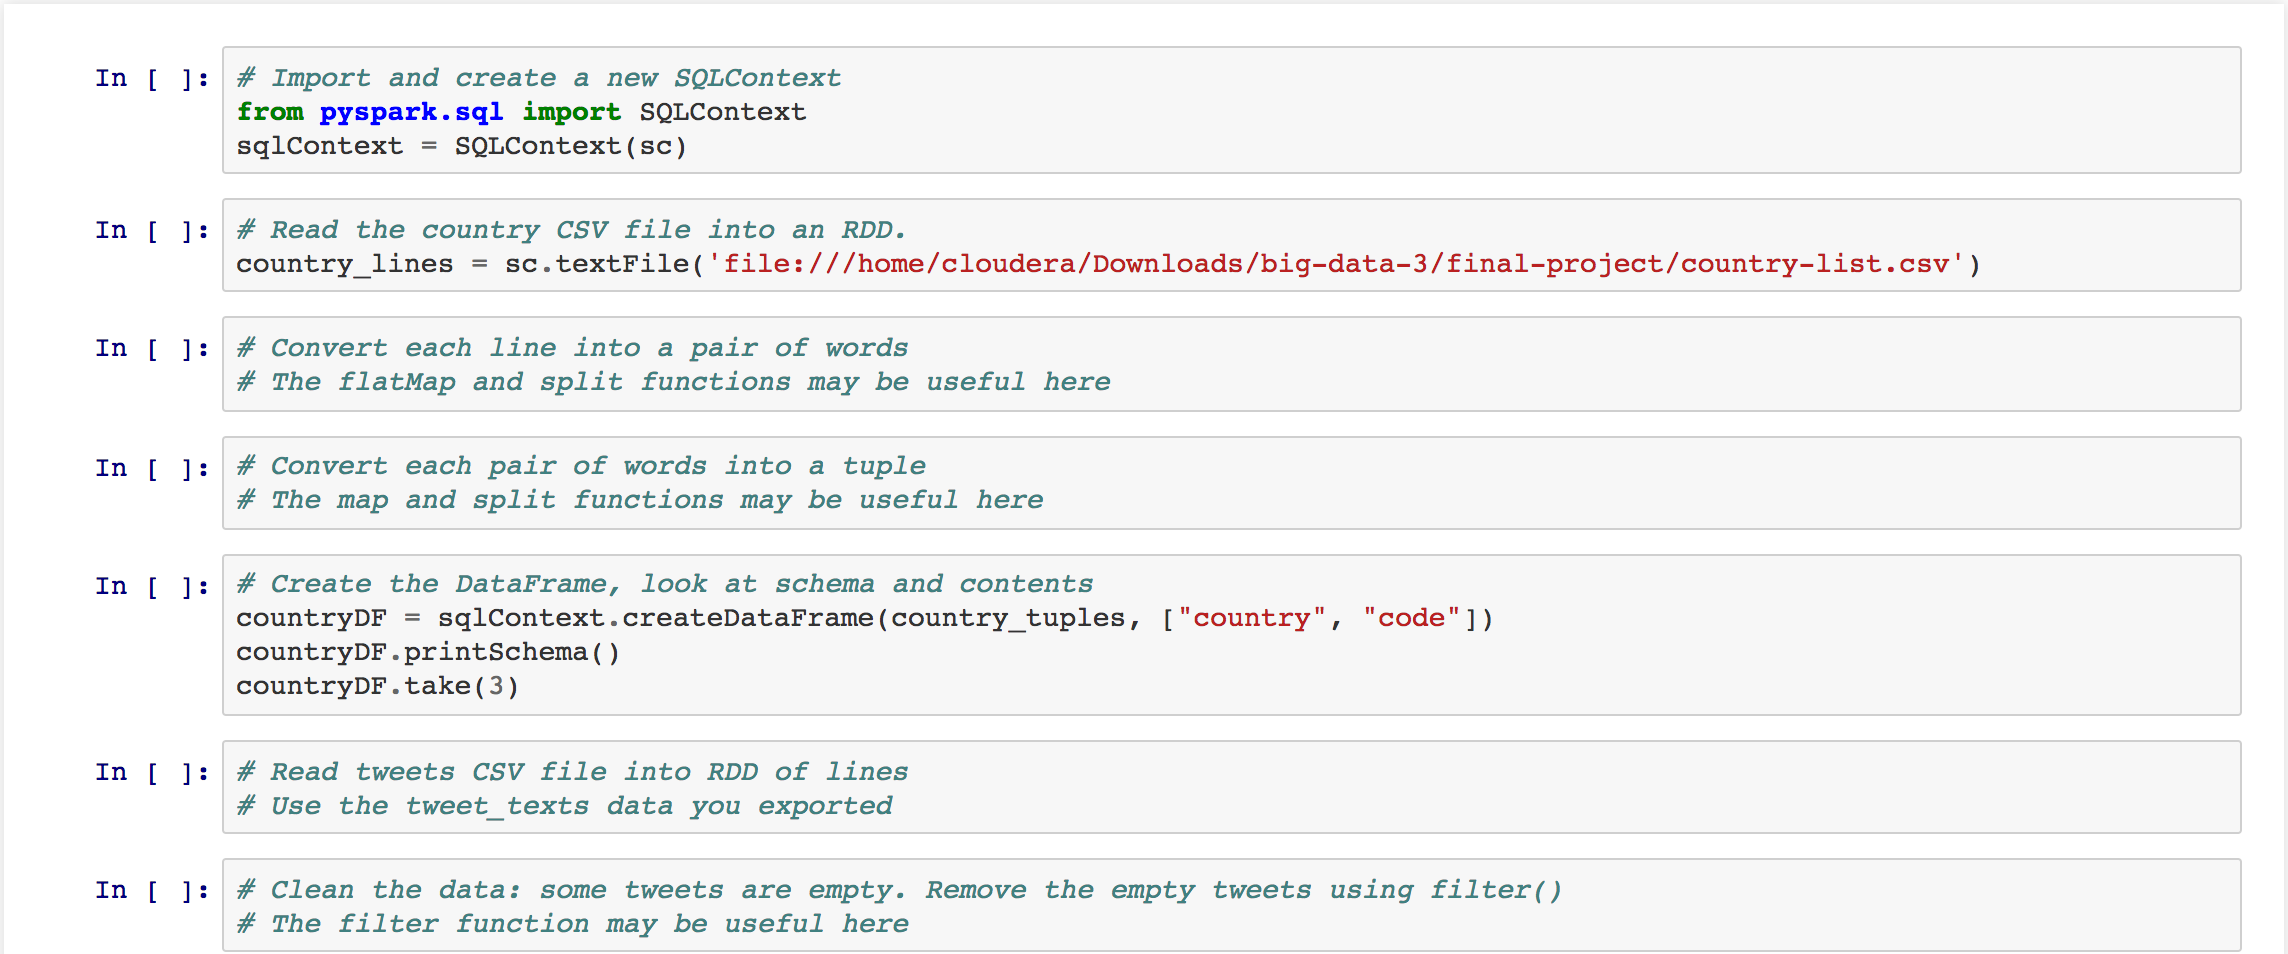 In [ ]: # Import and create a new SQLContext
from pyspark.sql import SQLContext
sqlContext = SQLContext(sc)
In [ ]: # Read the country CSV file into an RDD.
country_lines = sc.textFile('file:///home/cloudera/Downloads/big-data-3/final-project/country-list.csv')
In [ ]: # Convert each line into a pair of words
# The flatMap and split functions may be useful here
In [ ]: # Convert each pair of words into a tuple
# The map and split functions may be useful here
In [ ]: # Create the DataFrame, look at schema and contents
countryDF = sqlContext.createDataFrame(country_tuples, ["country", "code"])
countryDF.printSchema()
countryDF.take(3)
In [ ]: # Read tweets CSV file into RDD of lines
# Use the tweet_texts data you exported
In [ ]: # Clean the data: some tweets are empty. Remove the empty tweets using filter()
# The filter function may be useful here